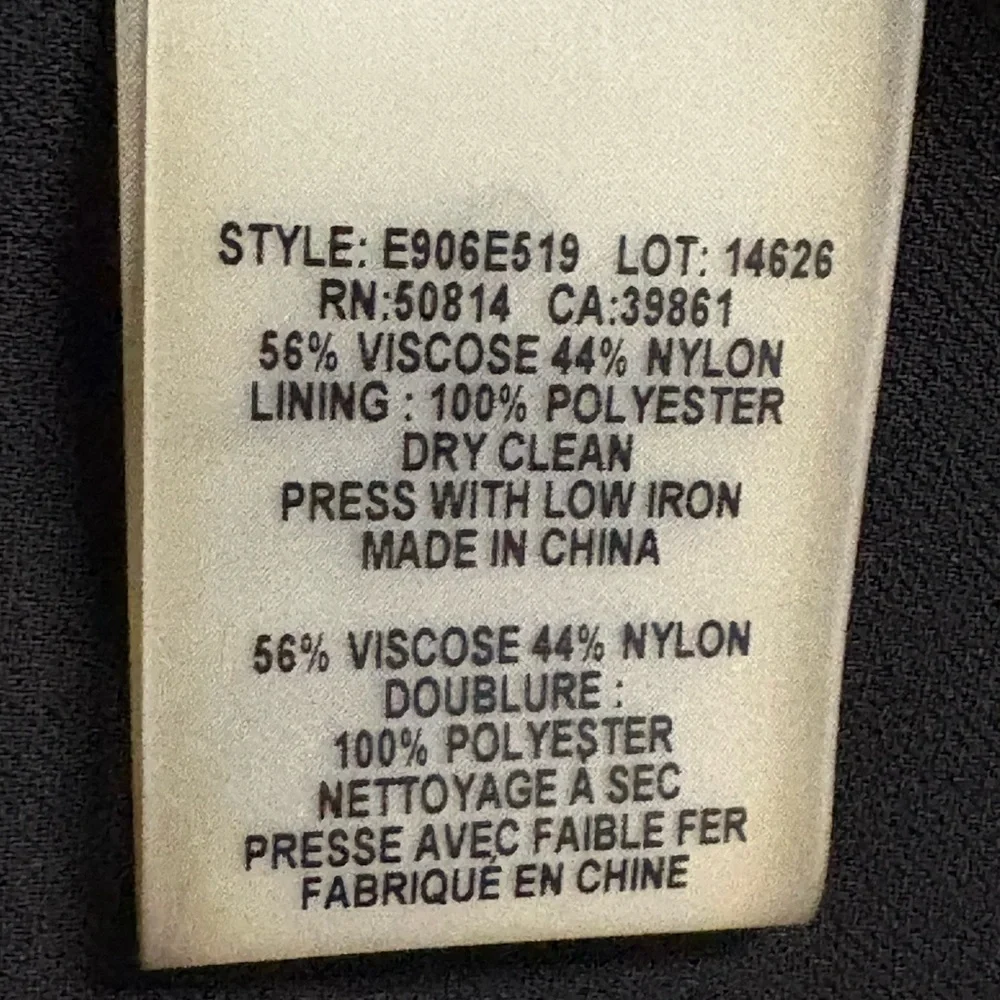 STYLE: E906E519 LOT: 14626
RN:50814 CA:39861
56% VISCOSE 44% NYLON
LINING : 100% POLYESTER
DRY CLEAN
PRESS WITH LOW IRON
MADE IN CHINA
56% VISCOSE 44% NYLON
DOUBLURE :
100% POLYESTER
NETTOYAGE A SEC
PRESSE AVEC FAIBLE FER
FABRIQUÉ EN CHINE